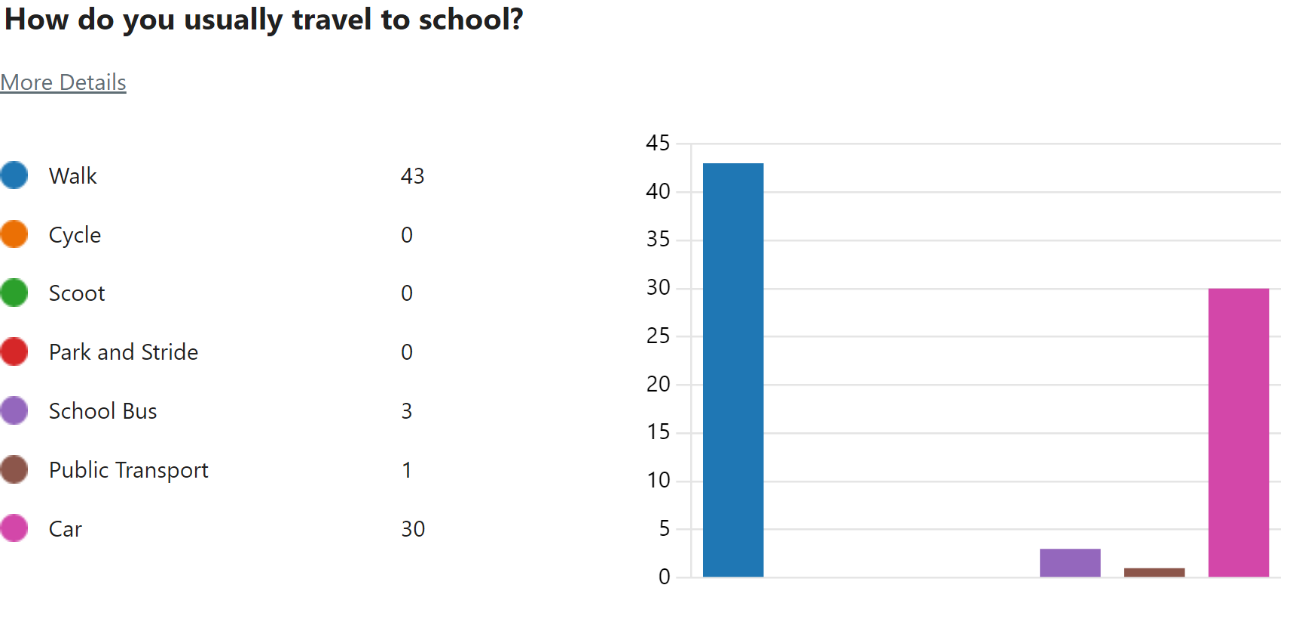 How do you usually travel to school?
More Details
Walk 43
Cycle 0
Scoot 0
Park and Stride 0
School Bus 3
Public Transport 1
Car 30
45
40
35
30
25
20
15
10
5
0